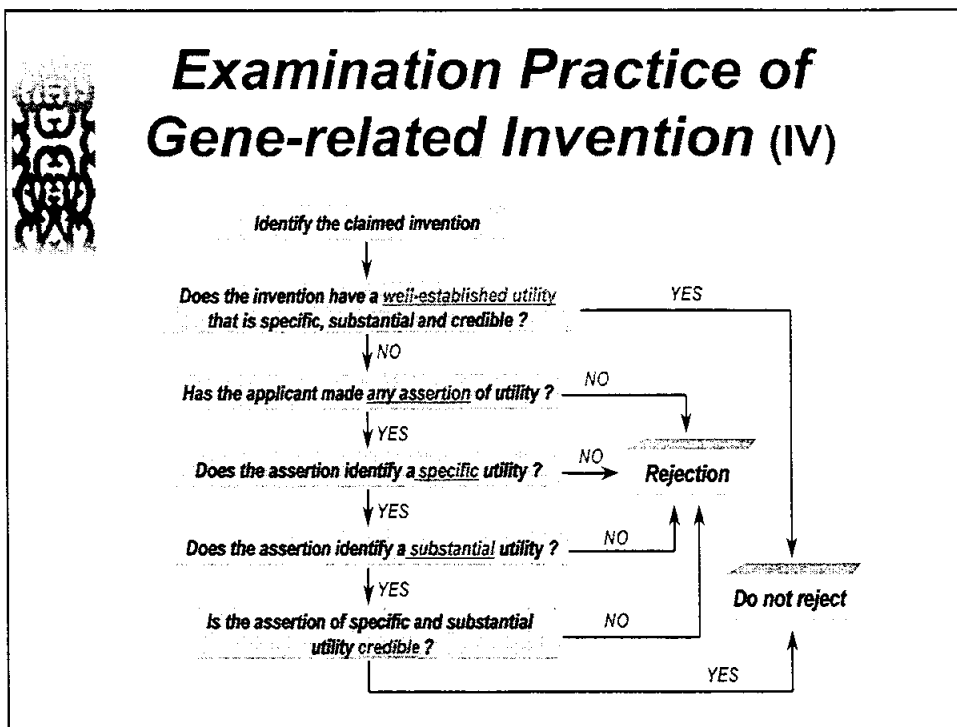 Examination Practice of
Gene-related Invention (IV)
Identify the claimed invention
Does the invention have a well-established utility
that is specific, substantial and credible ?
YES
NO
Has the applicant made any assertion of utility ?
NO
YES
Does the assertion identify a specific utility ?
NO
Rejection
YES
Does the assertion identify a substantial utility ?
NO
YES
Do not reject
Is the assertion of specific and substantial
utility credible ?
NO
YES